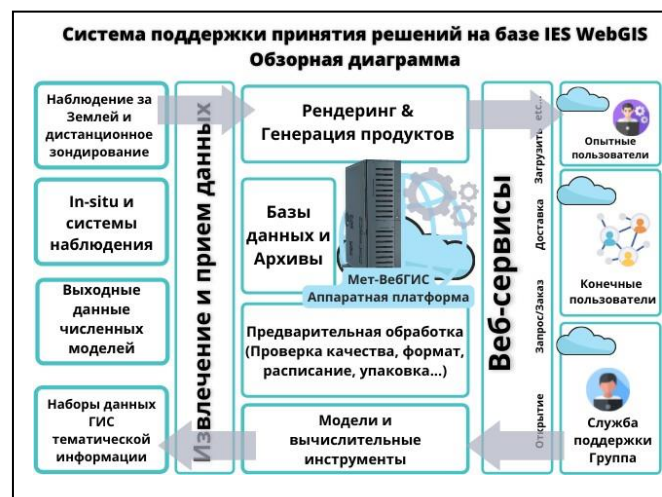 Система поддержки принятия решений на базе IES WebGIS
Обзорная диаграмма
Наблюдение за
Землей и
дистанционное
зондирование
In-situ и
системы
наблюдения
Выходные
данные
численных
моделей
Наборы данных
ГИС
тематической
информации
Извлечение и прием данных
Рендеринг &
Генерация продуктов
Базы
данных и
Архивы
Мет-ВебГИС
Аппаратная платформа
Предварительная обработка
(Проверка качества, формат,
расписание, упаковка...)
Модели и
вычислительные
инструменты
Веб-сервисы
Открытие
Запрос/Заказ
Доставка
Загрузить
etc...
Опытные
пользователи
Конечные
пользователи
Служба
поддержки
Группа